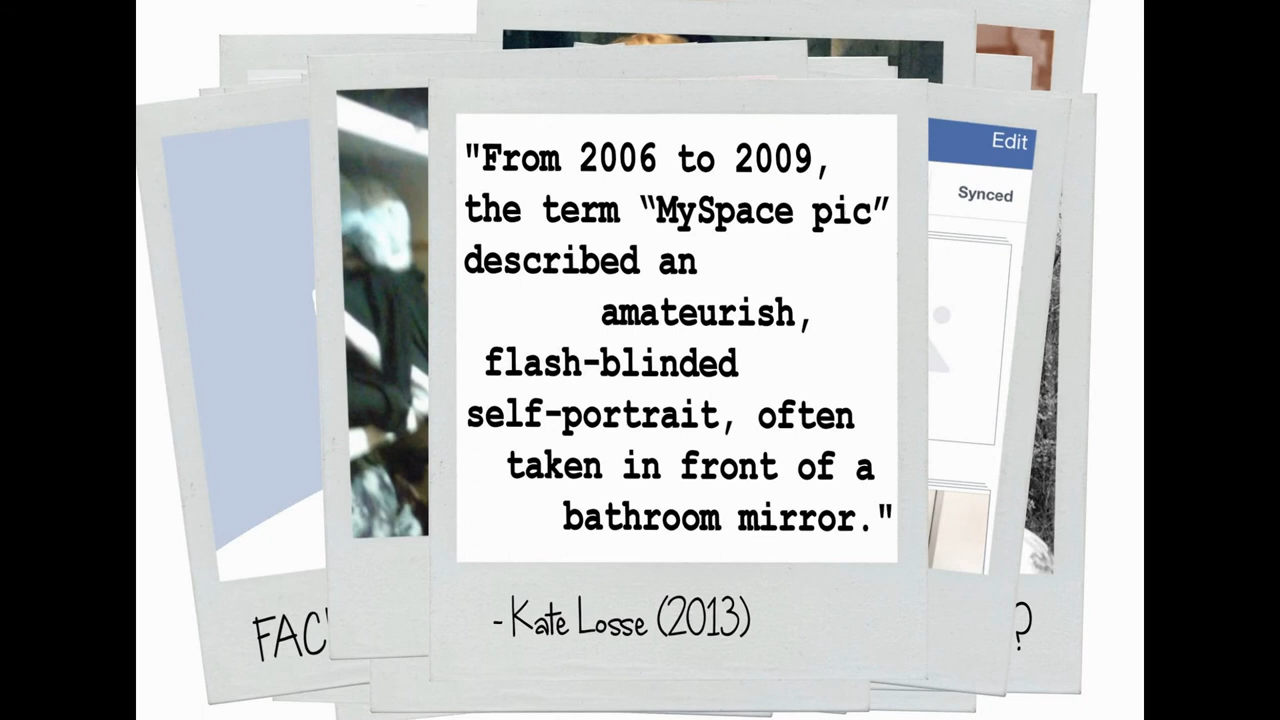 "From 2006 to 2009,
the term “MySpace pic”
described an
amateurish,
flash-blinded
self-portrait, often
taken in front of a
bathroom mirror."
- Kate Losse (2013)
Edit
Synced
?